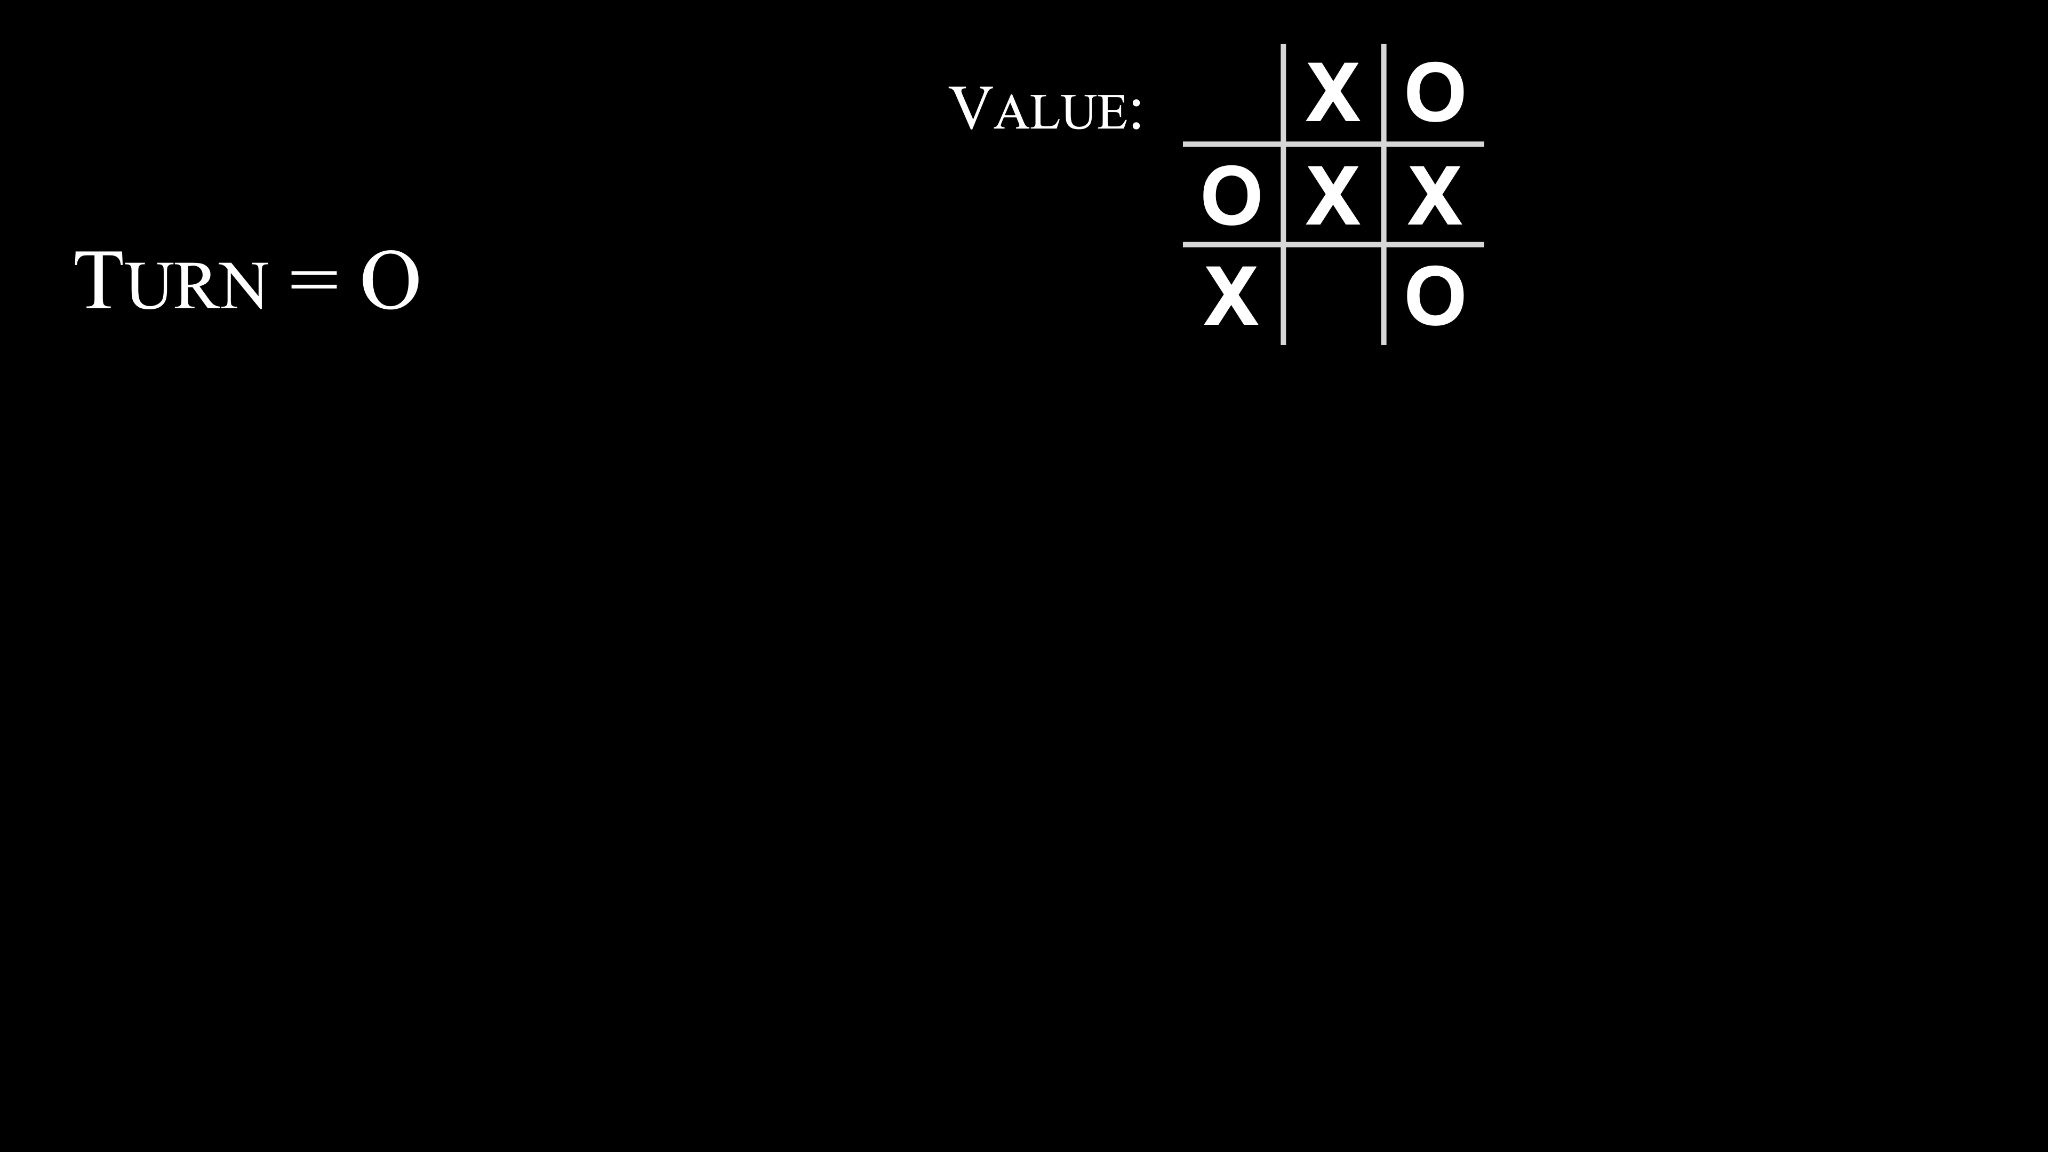 VALUE:
X O
O X X
TURN = O
X O